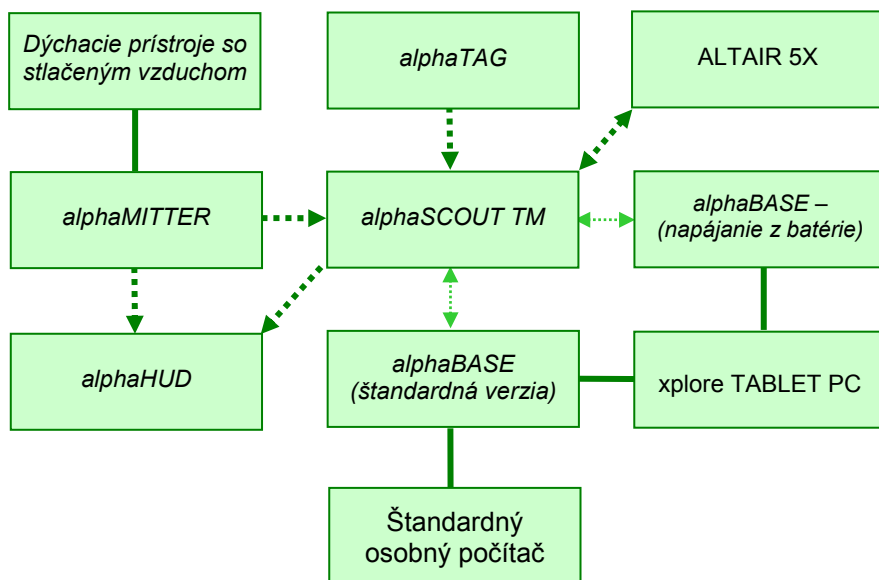 Dýchacie prístroje so
stlačeným vzduchom
alphaTAG
ALTAIR 5X
alphaMITTER
alphaSCOUT TM
alphaBASE –
(napájanie z batérie)
alphaHUD
alphaBASE
(štandardná verzia)
xplore TABLET PC
Štandardný
osobný počítač